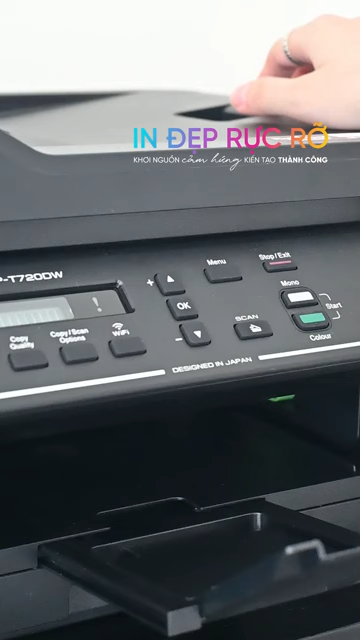 IN ĐẸP RỰC RỠ
KHƠI NGUỒN cảm hứng KIẾN TẠO THÀNH CÔNG
P-T720DW
Menu
Stop/Exit
+
OK
-
Mono
Start
Colour
SCAN
!
Copy Quality
Copy/Scan Options
WiFi
DESIGNED IN JAPAN